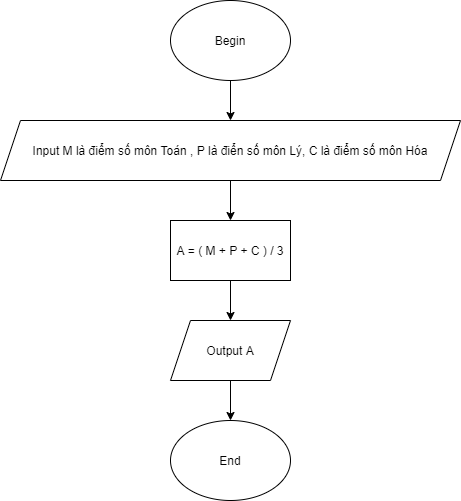 Begin
Input M là điểm số môn Toán , P là điển số môn Lý, C là điểm số môn Hóa
A = ( M + P + C ) / 3
Output A
End